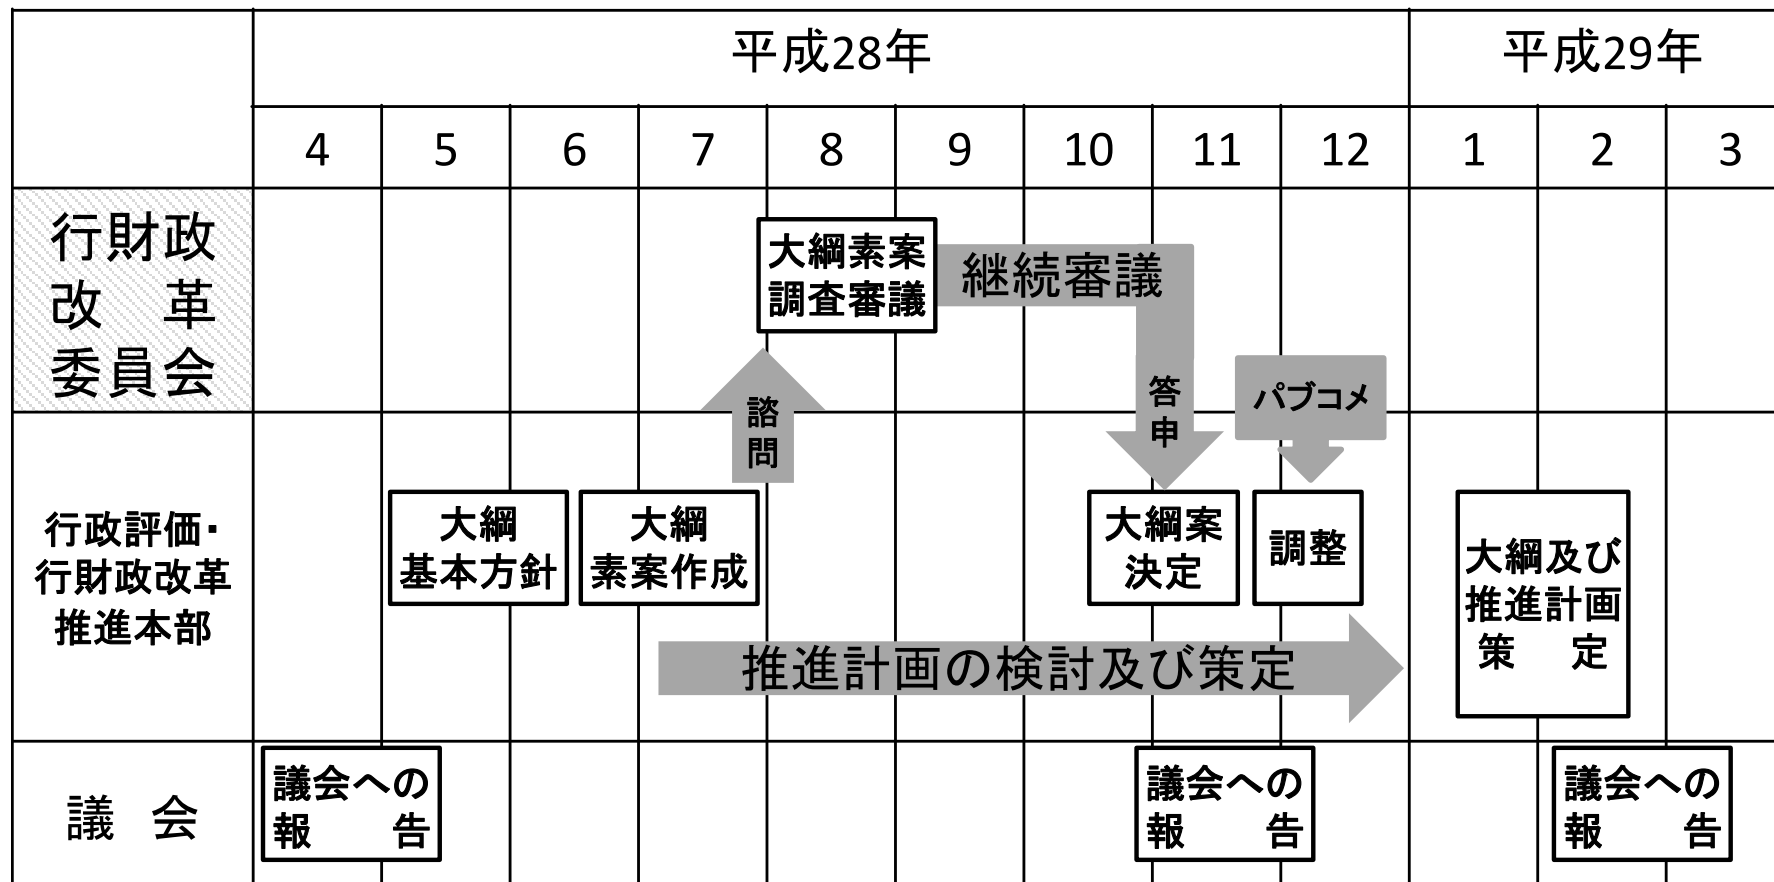 平成28年
平成29年
4 5 6 7 8 9 10 11 12 1 2 3
行財政
改　革
委員会
大綱素案
調査審議
継続審議
諮
問
答
申
パブコメ
行政評価・
行財政改革
推進本部
大綱
基本方針
大綱
素案作成
大綱案
決定
調整
大綱及び
推進計画
策　定
推進計画の検討及び策定
議　会
議会への
報　告
議会への
報　告
議会への
報　告